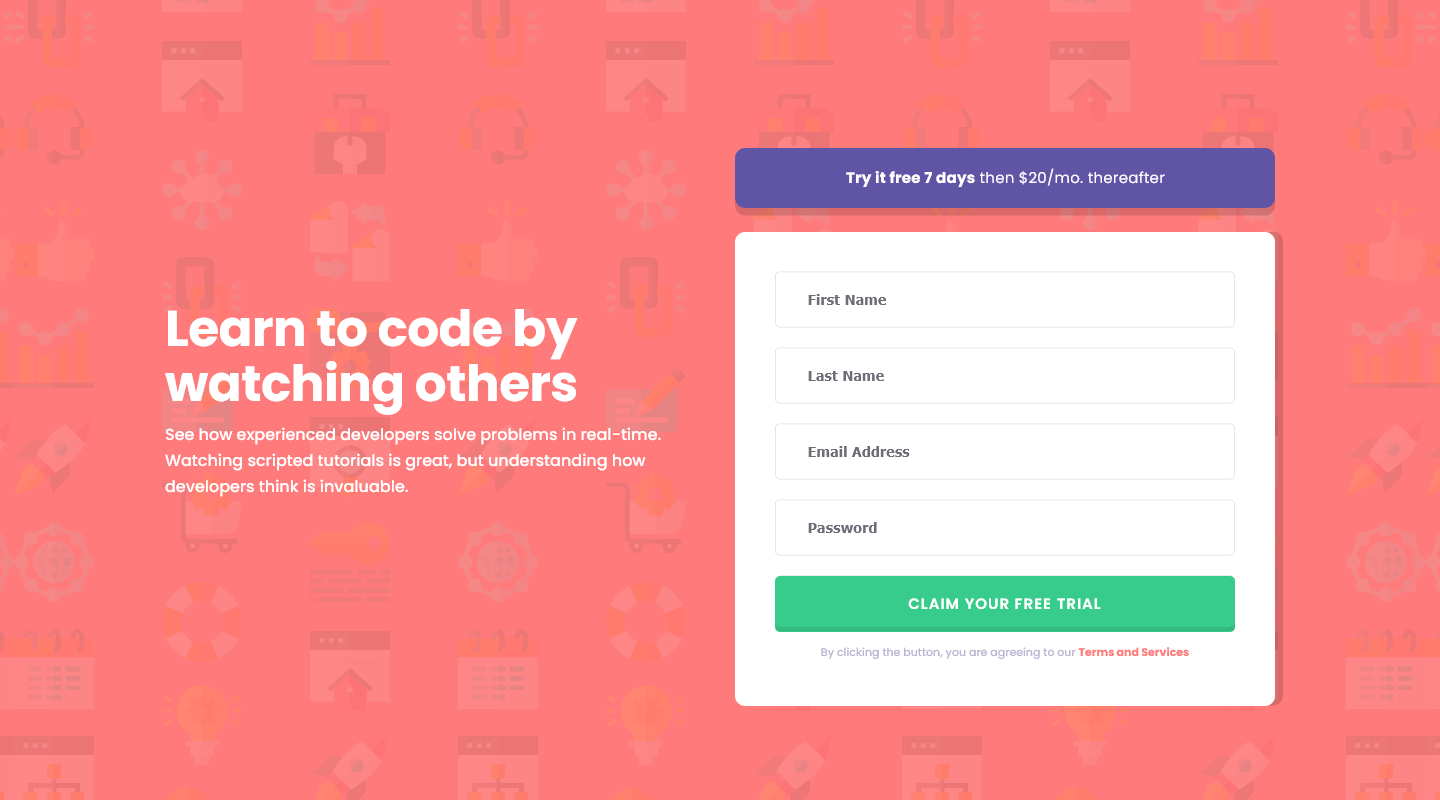 Learn to code by
watching others
See how experienced developers solve problems in real-time.
Watching scripted tutorials is great, but understanding how
developers think is invaluable.
Try it free 7 days then $20/mo. thereafter
First Name
Last Name
Email Address
Password
CLAIM YOUR FREE TRIAL
By clicking the button, you are agreeing to our Terms and Services